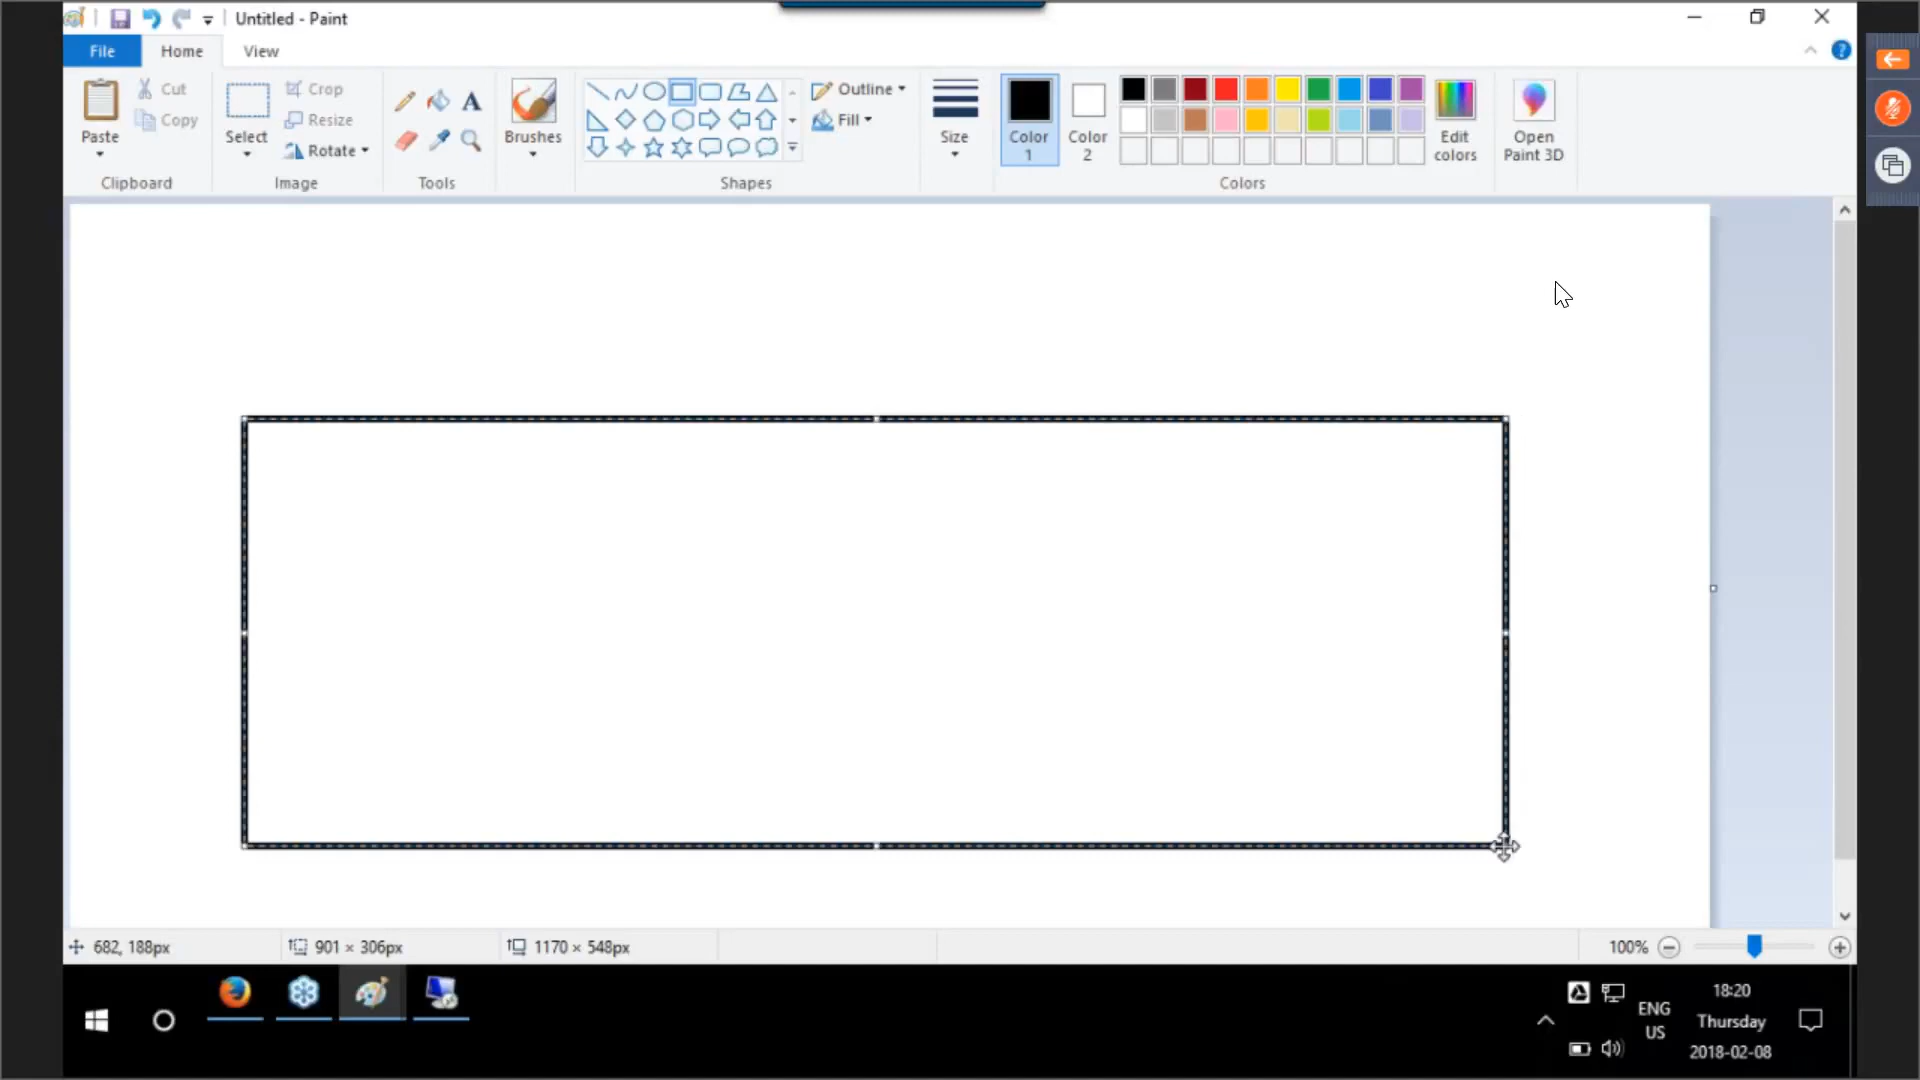 Untitled - Paint
File Home View
Paste Cut Copy
Clipboard
Select Crop Resize Rotate
Image
A
Tools
Brushes
Shapes
Outline
Fill
Size
Color 1
Color 2
Edit colors
Colors
Open Paint 3D
682, 188px 901 × 306px 1170 × 548px 100%
ENG US
18:20
Thursday
2018-02-08